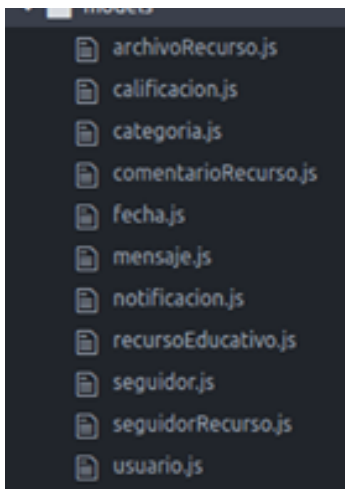 models
archivoRecurso.js
calificacion.js
categoria.js
comentarioRecurso.js
fecha.js
mensaje.js
notificacion.js
recursoEducativo.js
seguidor.js
seguidorRecurso.js
usuario.js